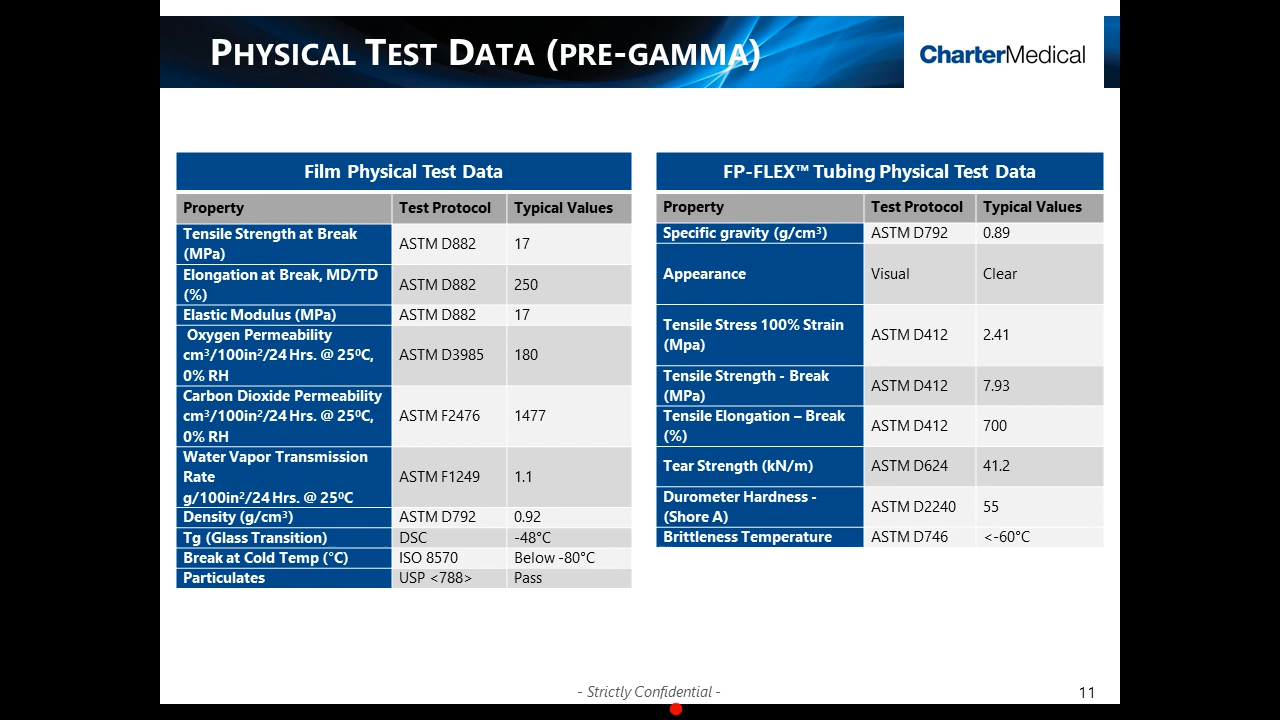 PHYSICAL TEST DATA (PRE-GAMMA)
CharterMedical
Film Physical Test Data
Property Test Protocol Typical Values
Tensile Strength at Break
(MPa) ASTM D882 17
Elongation at Break, MD/TD
(%) ASTM D882 250
Elastic Modulus (MPa) ASTM D882 17
Oxygen Permeability
cm³/100in²/24 Hrs. @ 25⁰C,
0% RH ASTM D3985 180
Carbon Dioxide Permeability
cm³/100in²/24 Hrs. @ 25⁰C,
0% RH ASTM F2476 1477
Water Vapor Transmission
Rate
g/100in²/24 Hrs. @ 25⁰C ASTM F1249 1.1
Density (g/cm³) ASTM D792 0.92
Tg (Glass Transition) DSC -48°C
Break at Cold Temp (°C) ISO 8570 Below -80°C
Particulates USP <788> Pass
FP-FLEX™ Tubing Physical Test Data
Property Test Protocol Typical Values
Specific gravity (g/cm³) ASTM D792 0.89
Appearance Visual Clear
Tensile Stress 100% Strain
(Mpa) ASTM D412 2.41
Tensile Strength - Break
(MPa) ASTM D412 7.93
Tensile Elongation – Break
(%) ASTM D412 700
Tear Strength (kN/m) ASTM D624 41.2
Durometer Hardness -
(Shore A) ASTM D2240 55
Brittleness Temperature ASTM D746 <-60°C
- Strictly Confidential -
11